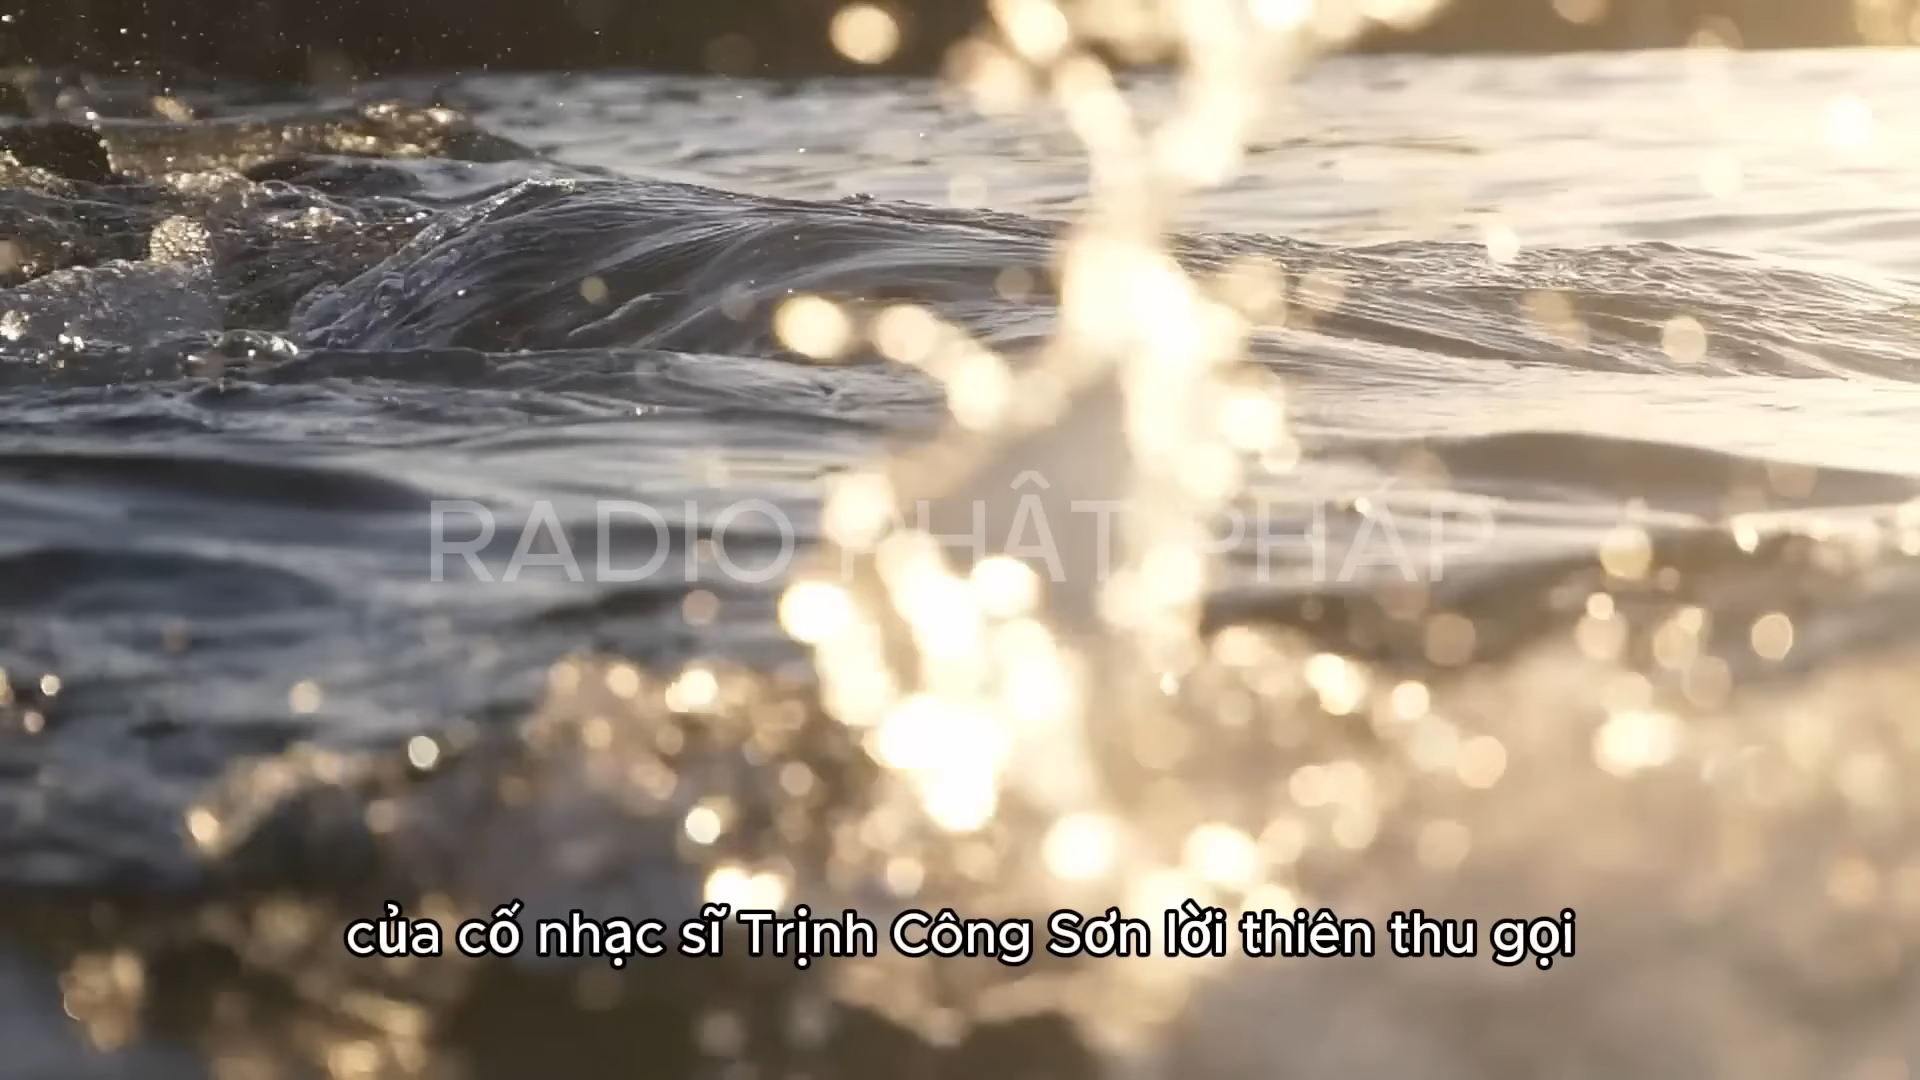 RADIO PHẬT PHÁP
của cố nhạc sĩ Trịnh Công Sơn lời thiên thu gọi